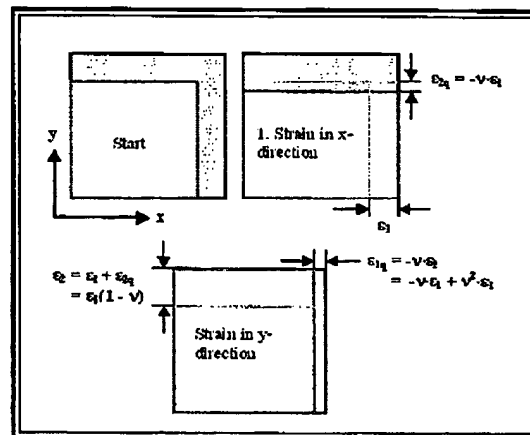 ε₂q = -ν·ε₁
y
Start
1. Strain in x-
direction
x
ε₁
ε₂ = ε₁ + ε₂q
= ε₁(1 - ν)
ε₁q = -ν·ε₂
= -ν·ε₁ + ν²·ε₁
Strain in y-
direction